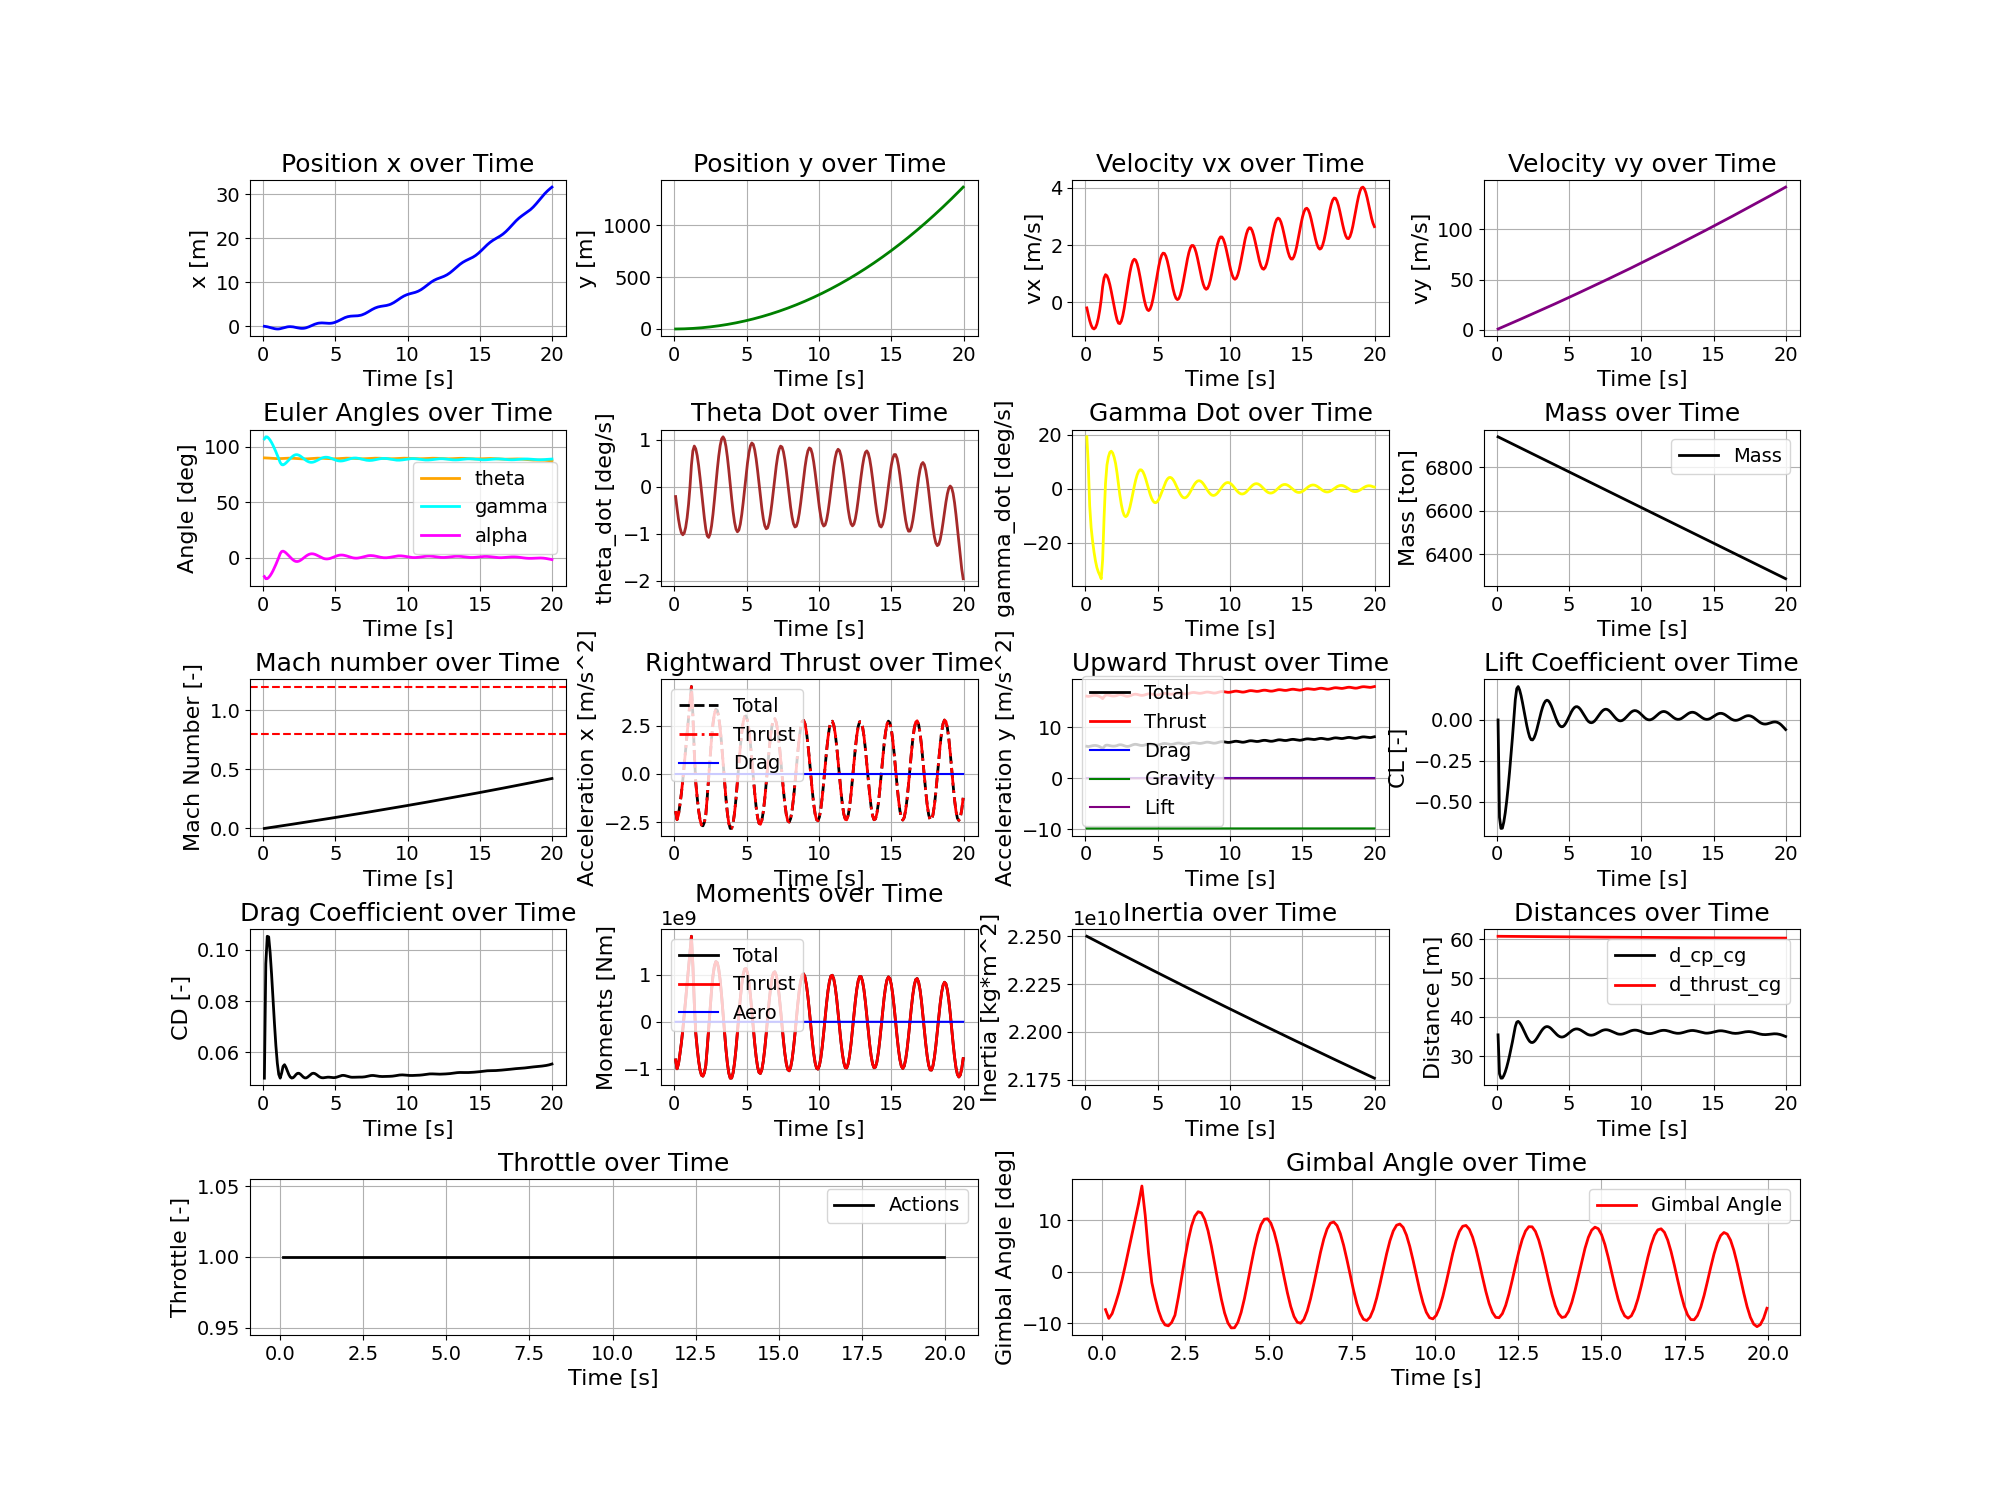 Position x over Time
x [m]
30
20
10
0
0 5 10 15 20
Time [s]
Position y over Time
y [m]
1000
500
0
0 5 10 15 20
Time [s]
Velocity vx over Time
vx [m/s]
4
2
0
0 5 10 15 20
Time [s]
Velocity vy over Time
vy [m/s]
100
50
0
0 5 10 15 20
Time [s]
Euler Angles over Time
Angle [deg]
100
50
0
theta
gamma
alpha
0 5 10 15 20
Time [s]
Theta Dot over Time
theta_dot [deg/s]
1
0
−1
−2
0 5 10 15 20
Time [s]
Gamma Dot over Time
gamma_dot [deg/s]
20
0
−20
0 5 10 15 20
Time [s]
Mass over Time
Mass [ton]
6800
6600
6400
Mass
0 5 10 15 20
Time [s]
Mach number over Time
Mach Number [-]
1.0
0.5
0.0
0 5 10 15 20
Time [s]
Rightward Thrust over Time
Acceleration x [m/s^2]
2.5
0.0
−2.5
Total
Thrust
Drag
0 5 10 15 20
Time [s]
Upward Thrust over Time
Acceleration y [m/s^2]
10
0
−10
Total
Thrust
Drag
Gravity
Lift
0 5 10 15 20
Time [s]
Lift Coefficient over Time
CL [-]
0.00
−0.25
−0.50
0 5 10 15 20
Time [s]
Drag Coefficient over Time
CD [-]
0.10
0.08
0.06
0 5 10 15 20
Time [s]
Moments over Time
1e9
Moments [Nm]
1
0
−1
Total
Thrust
Aero
0 5 10 15 20
Time [s]
Inertia over Time
1e10
Inertia [kg*m^2]
2.250
2.225
2.200
2.175
0 5 10 15 20
Time [s]
Distances over Time
Distance [m]
60
50
40
30
d_cp_cg
d_thrust_cg
0 5 10 15 20
Time [s]
Throttle over Time
Throttle [-]
1.05
1.00
0.95
Actions
0.0 2.5 5.0 7.5 10.0 12.5 15.0 17.5 20.0
Time [s]
Gimbal Angle over Time
Gimbal Angle [deg]
10
0
−10
Gimbal Angle
0.0 2.5 5.0 7.5 10.0 12.5 15.0 17.5 20.0
Time [s]